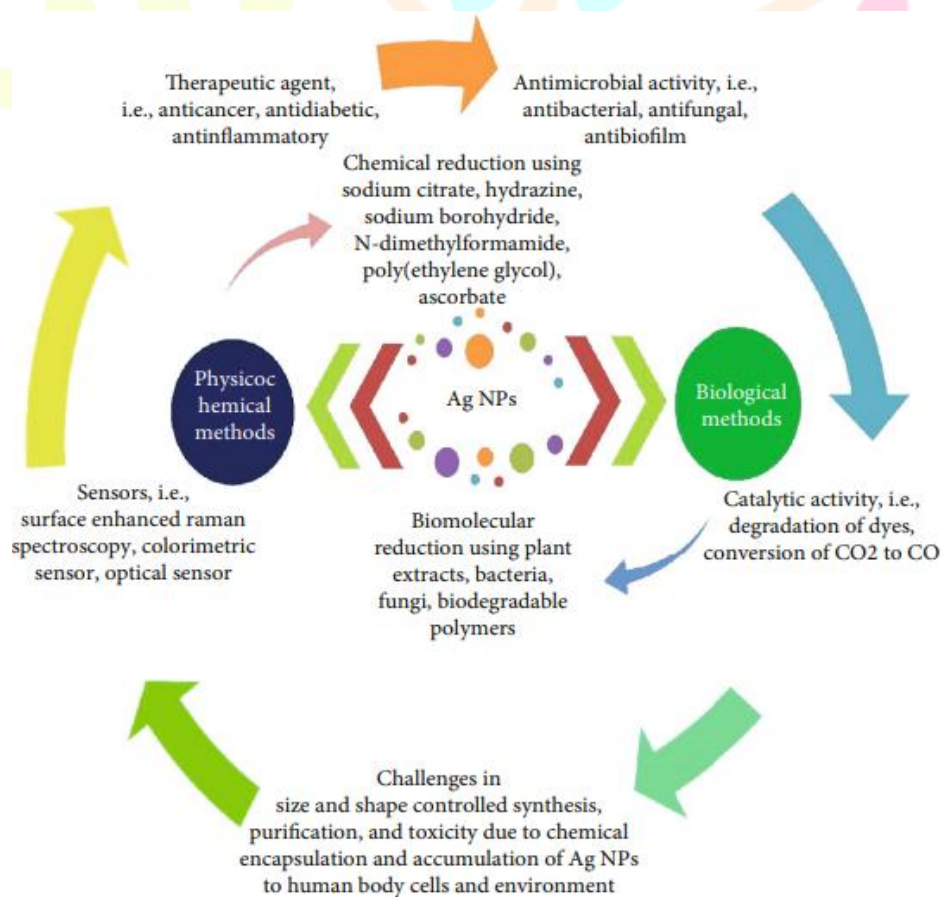 Therapeutic agent,
i.e., anticancer, antidiabetic,
antinflammatory
Antimicrobial activity, i.e.,
antibacterial, antifungal,
antibiofilm
Chemical reduction using
sodium citrate, hydrazine,
sodium borohydride,
N-dimethylformamide,
poly(ethylene glycol),
ascorbate
Physicoc
hemical
methods
Ag NPs
Biological
methods
Sensors, i.e.,
surface enhanced raman
spectroscopy, colorimetric
sensor, optical sensor
Biomolecular
reduction using plant
extracts, bacteria,
fungi, biodegradable
polymers
Catalytic activity, i.e.,
degradation of dyes,
conversion of CO2 to CO
Challenges in
size and shape controlled synthesis,
purification, and toxicity due to chemical
encapsulation and accumulation of Ag NPs
to human body cells and environment